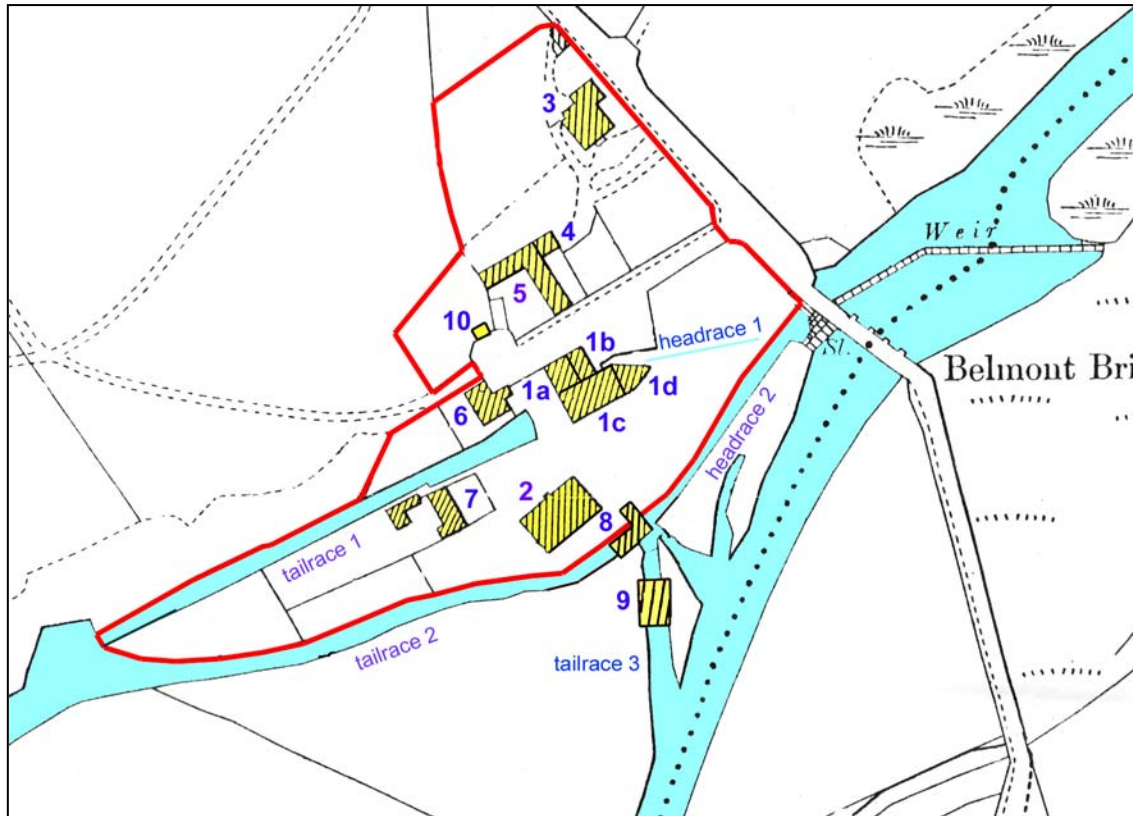 3
4
Weir
5
10
1b
headrace 1
St.
Belmont Bri
1a
1d
6
1c
headrace 2
2
7
8
tailrace 1
9
tailrace 2
tailrace 3